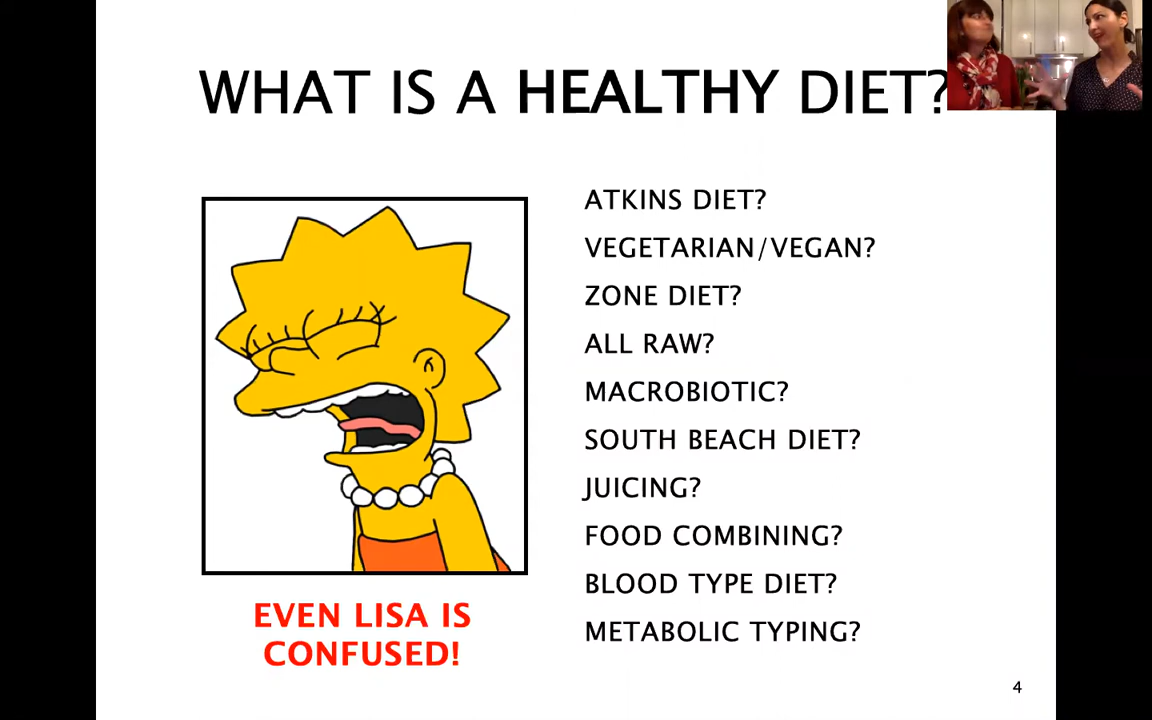 WHAT IS A HEALTHY DIET?
ATKINS DIET?
VEGETARIAN/VEGAN?
ZONE DIET?
ALL RAW?
MACROBIOTIC?
SOUTH BEACH DIET?
JUICING?
FOOD COMBINING?
BLOOD TYPE DIET?
METABOLIC TYPING?
EVEN LISA IS
CONFUSED!
4